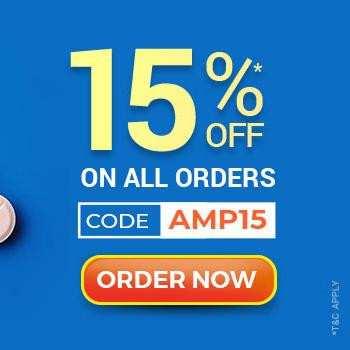 15%* OFF
ON ALL ORDERS
CODE AMP15
ORDER NOW
*T&C APPLY